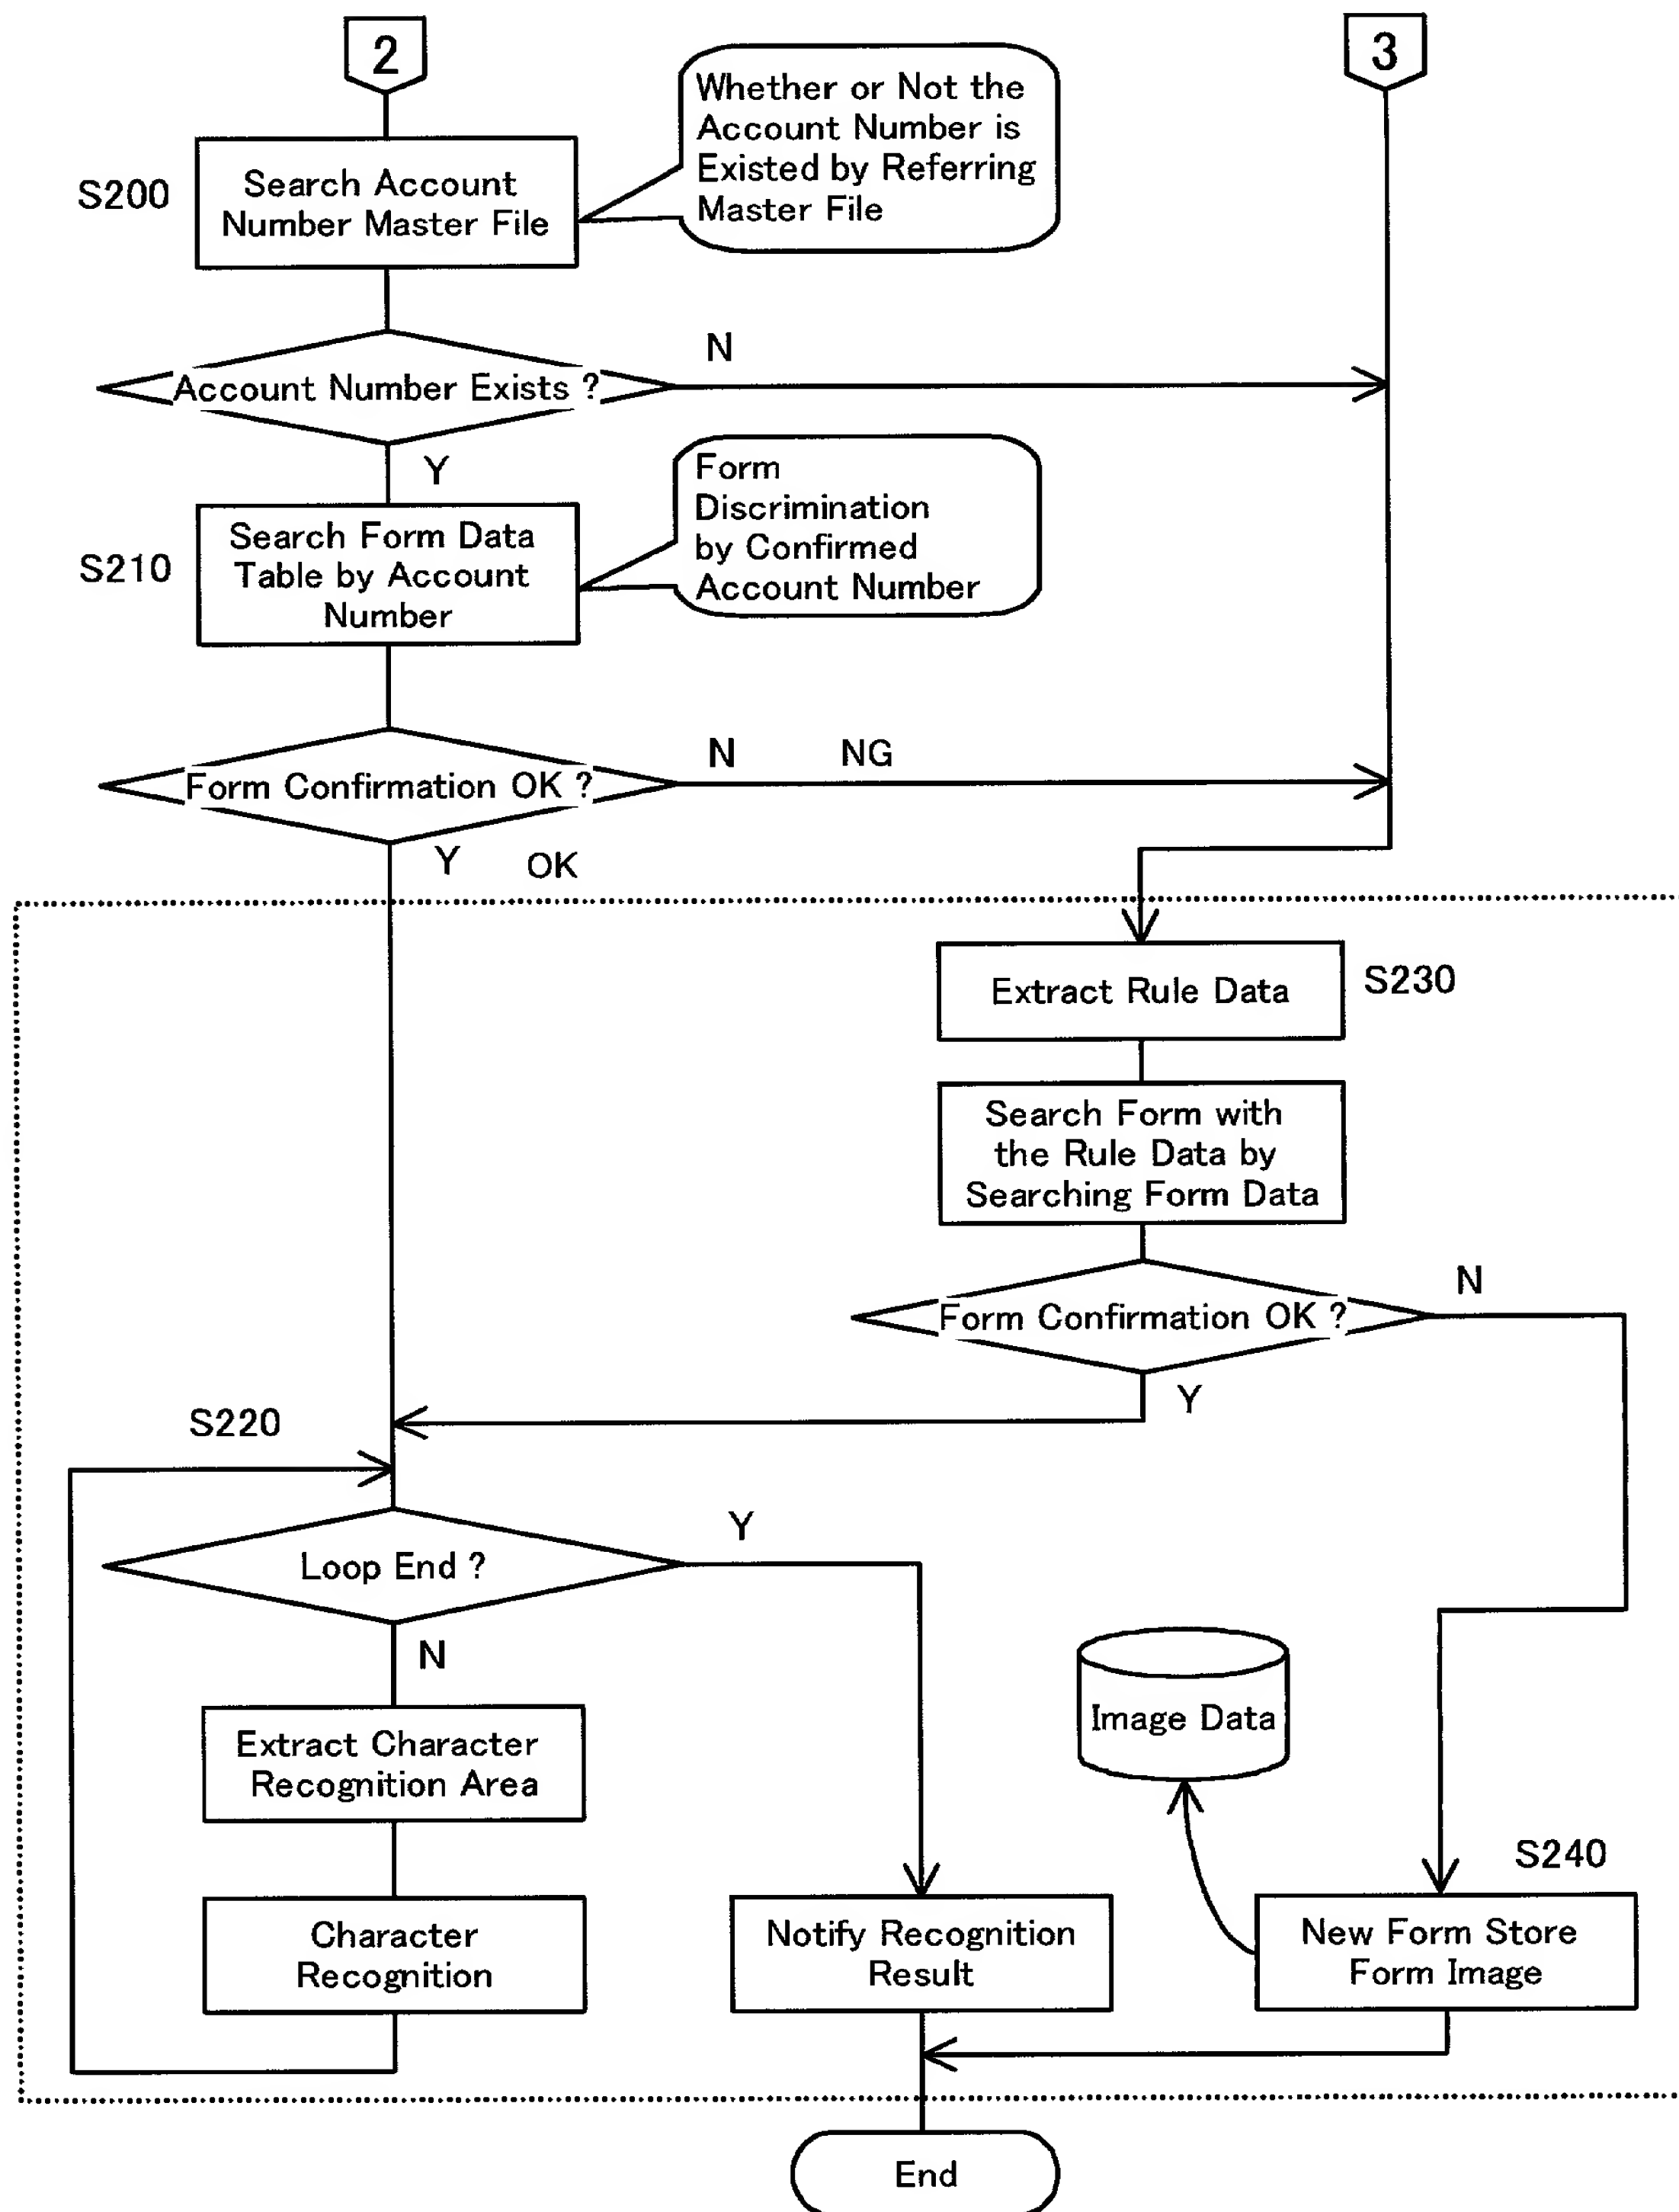 2
3
Whether or Not the
Account Number is
Existed by Referring
Master File
S200
Search Account
Number Master File
N
Account Number Exists ?
Y
Form
Discrimination
by Confirmed
Account Number
S210
Search Form Data
Table by Account
Number
N NG
Form Confirmation OK ?
Y OK
Extract Rule Data
S230
Search Form with
the Rule Data by
Searching Form Data
N
Form Confirmation OK ?
Y
S220
Y
Loop End ?
N
Image Data
Extract Character
Recognition Area
S240
Character
Recognition
Notify Recognition
Result
New Form Store
Form Image
End